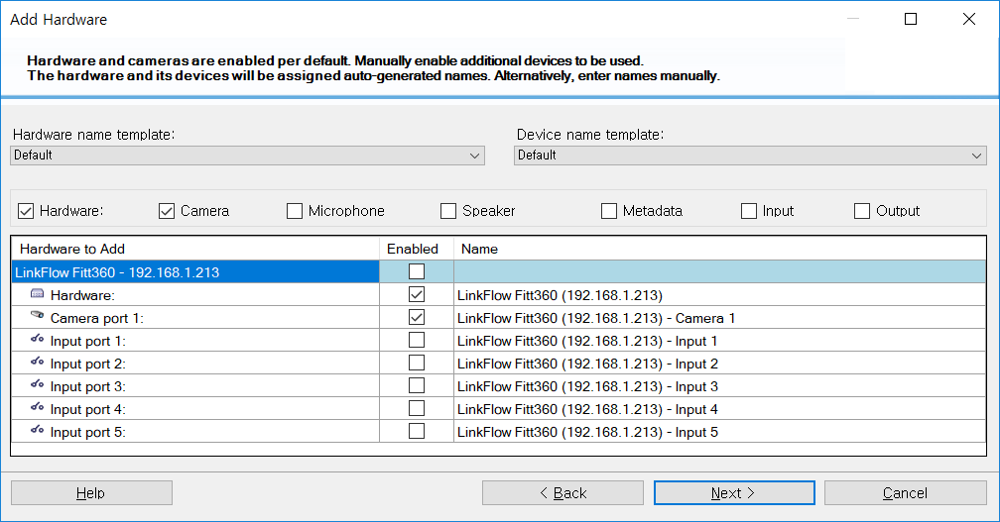 Add Hardware
Hardware and cameras are enabled per default. Manually enable additional devices to be used.
The hardware and its devices will be assigned auto-generated names. Alternatively, enter names manually.
Hardware name template: Device name template:
Default Default
Hardware: Camera Microphone Speaker Metadata Input Output
Hardware to Add Enabled Name
LinkFlow Fitt360 - 192.168.1.213
Hardware: LinkFlow Fitt360 (192.168.1.213)
Camera port 1: LinkFlow Fitt360 (192.168.1.213) - Camera 1
Input port 1: LinkFlow Fitt360 (192.168.1.213) - Input 1
Input port 2: LinkFlow Fitt360 (192.168.1.213) - Input 2
Input port 3: LinkFlow Fitt360 (192.168.1.213) - Input 3
Input port 4: LinkFlow Fitt360 (192.168.1.213) - Input 4
Input port 5: LinkFlow Fitt360 (192.168.1.213) - Input 5
Help < Back Next > Cancel